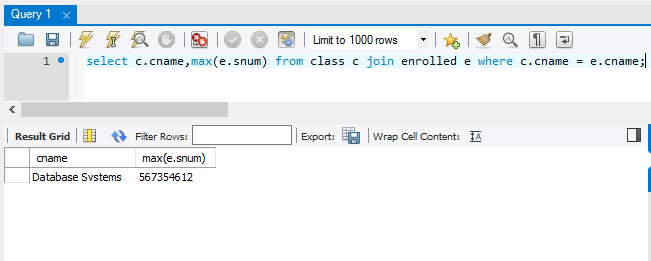 Query 1
Limit to 1000 rows
1 select c.cname,max(e.snum) from class c join enrolled e where c.cname = e.cname;
Result Grid Filter Rows: Export: Wrap Cell Content:
cname max(e.snum)
Database Systems 567354612